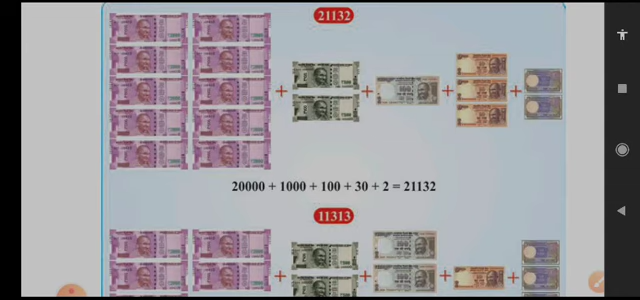 21132
20000 + 1000 + 100 + 30 + 2 = 21132
11313